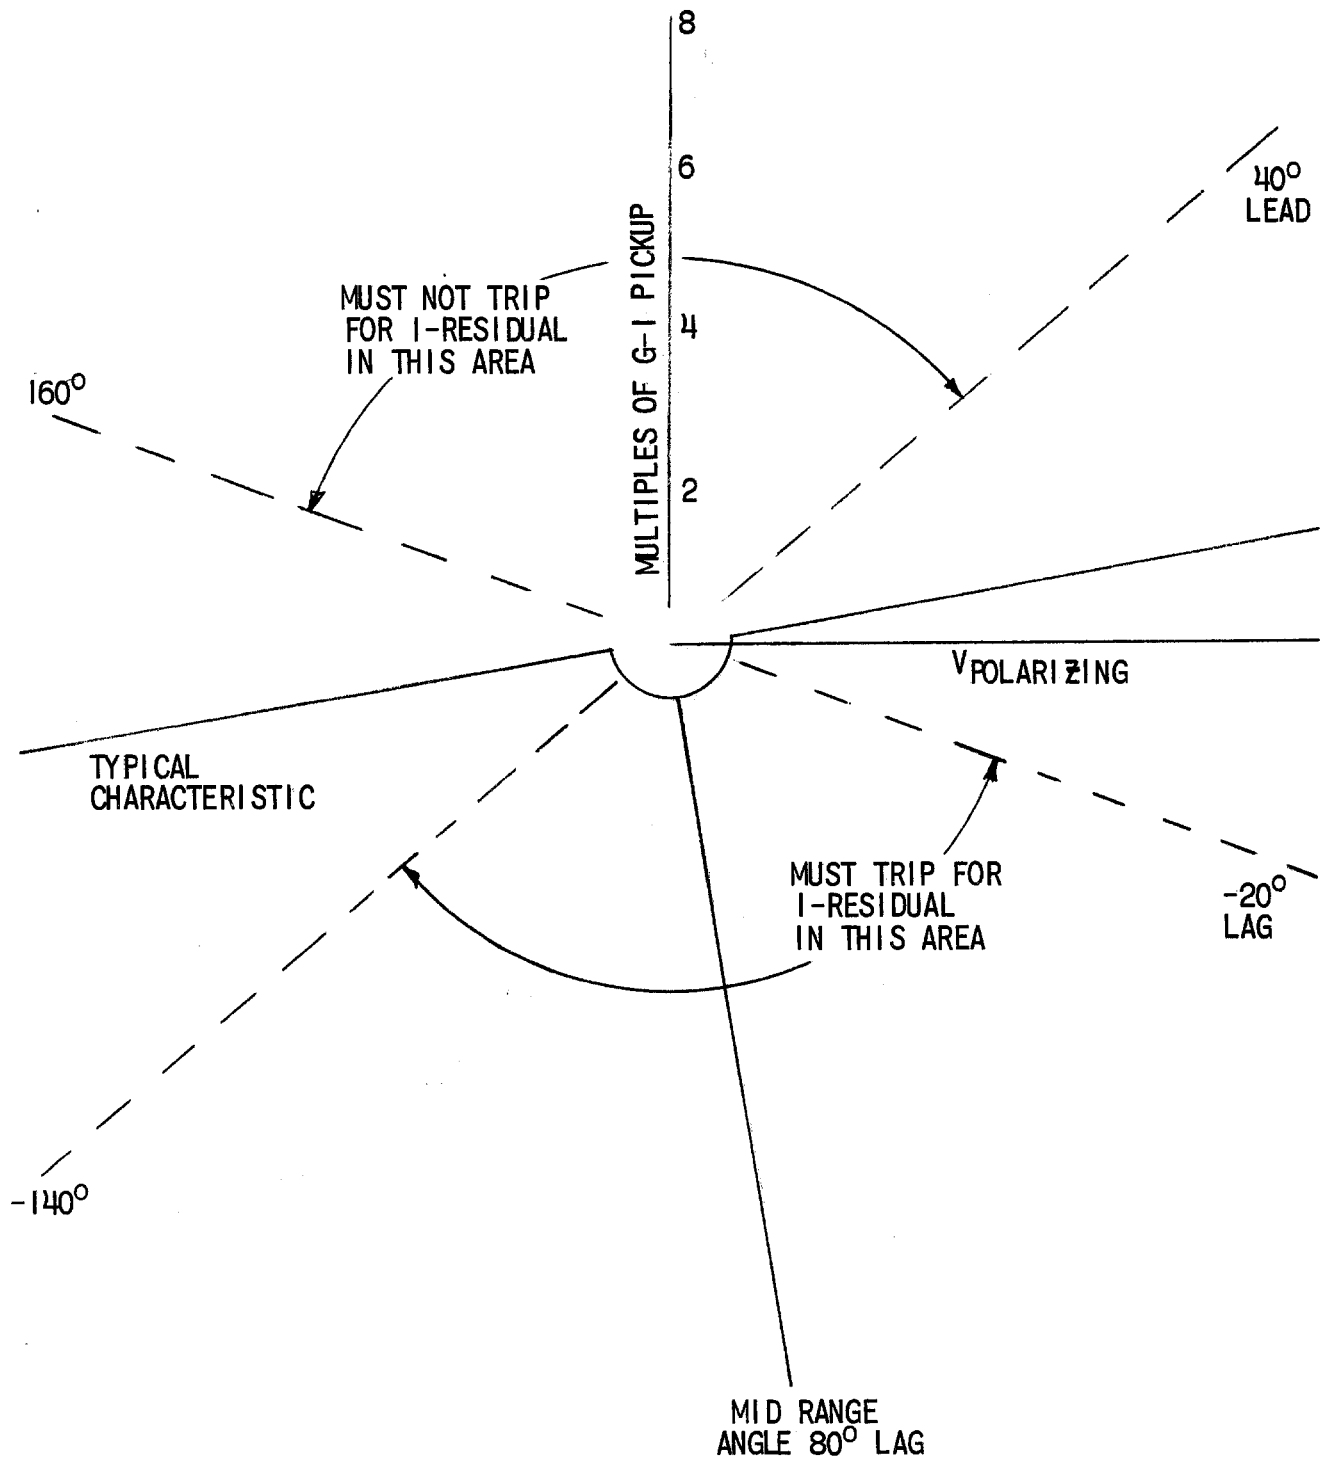 8
6
4
2
MULTIPLES OF G-I PICKUP
40°
LEAD
MUST NOT TRIP
FOR I-RESIDUAL
IN THIS AREA
160°
VPOLARIZING
TYPICAL
CHARACTERISTIC
MUST TRIP FOR
I-RESIDUAL
IN THIS AREA
-20°
LAG
-140°
MID RANGE
ANGLE 80° LAG